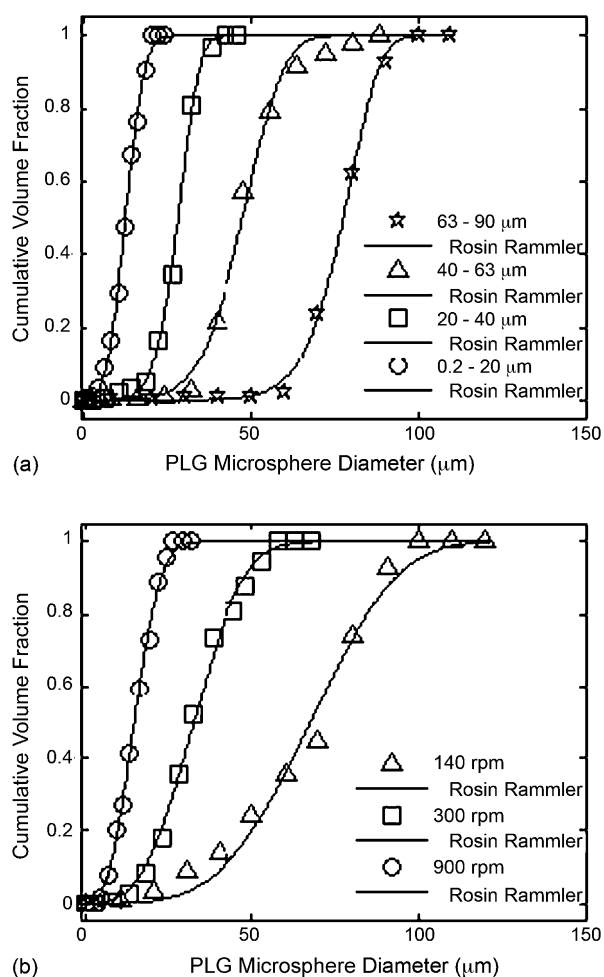 1
0.8
0.6
0.4
0.2
0
Cumulative Volume Fraction
63 - 90 μm
Rosin Rammler
40 - 63 μm
Rosin Rammler
20 - 40 μm
Rosin Rammler
0.2 - 20 μm
Rosin Rammler
0 50 100 150
(a) PLG Microsphere Diameter (μm)
1
0.8
0.6
0.4
0.2
0
Cumulative Volume Fraction
140 rpm
Rosin Rammler
300 rpm
Rosin Rammler
900 rpm
Rosin Rammler
0 50 100 150
(b) PLG Microsphere Diameter (μm)